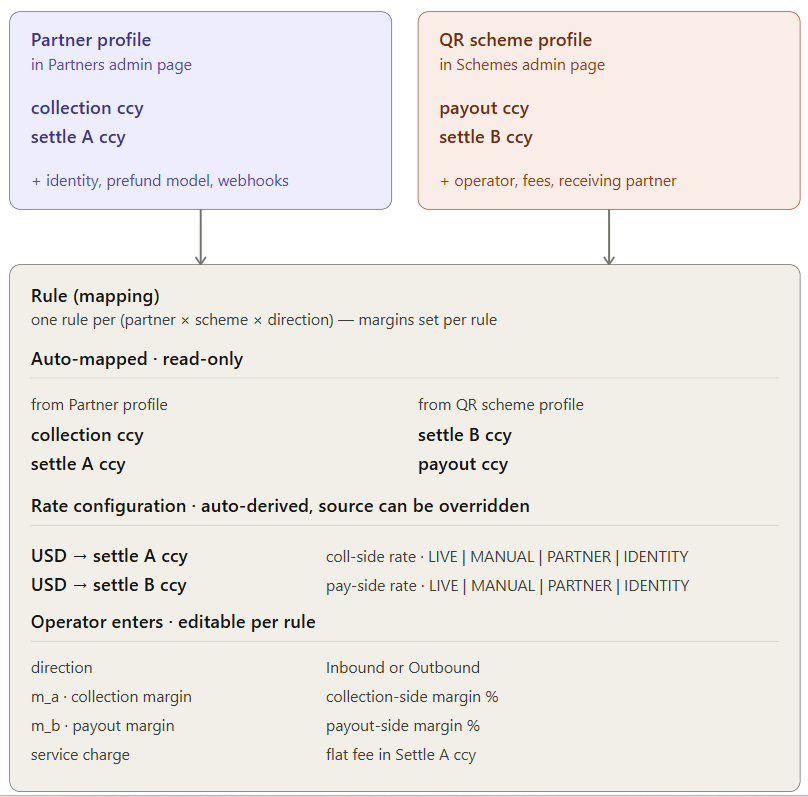 Partner profile
in Partners admin page
collection ccy
settle A ccy
+ identity, prefund model, webhooks
QR scheme profile
in Schemes admin page
payout ccy
settle B ccy
+ operator, fees, receiving partner
Rule (mapping)
one rule per (partner × scheme × direction) — margins set per rule
Auto-mapped · read-only
from Partner profile
collection ccy
settle A ccy
from QR scheme profile
settle B ccy
payout ccy
Rate configuration · auto-derived, source can be overridden
USD → settle A ccy coll-side rate · LIVE | MANUAL | PARTNER | IDENTITY
USD → settle B ccy pay-side rate · LIVE | MANUAL | PARTNER | IDENTITY
Operator enters · editable per rule
direction Inbound or Outbound
m_a · collection margin collection-side margin %
m_b · payout margin payout-side margin %
service charge flat fee in Settle A ccy